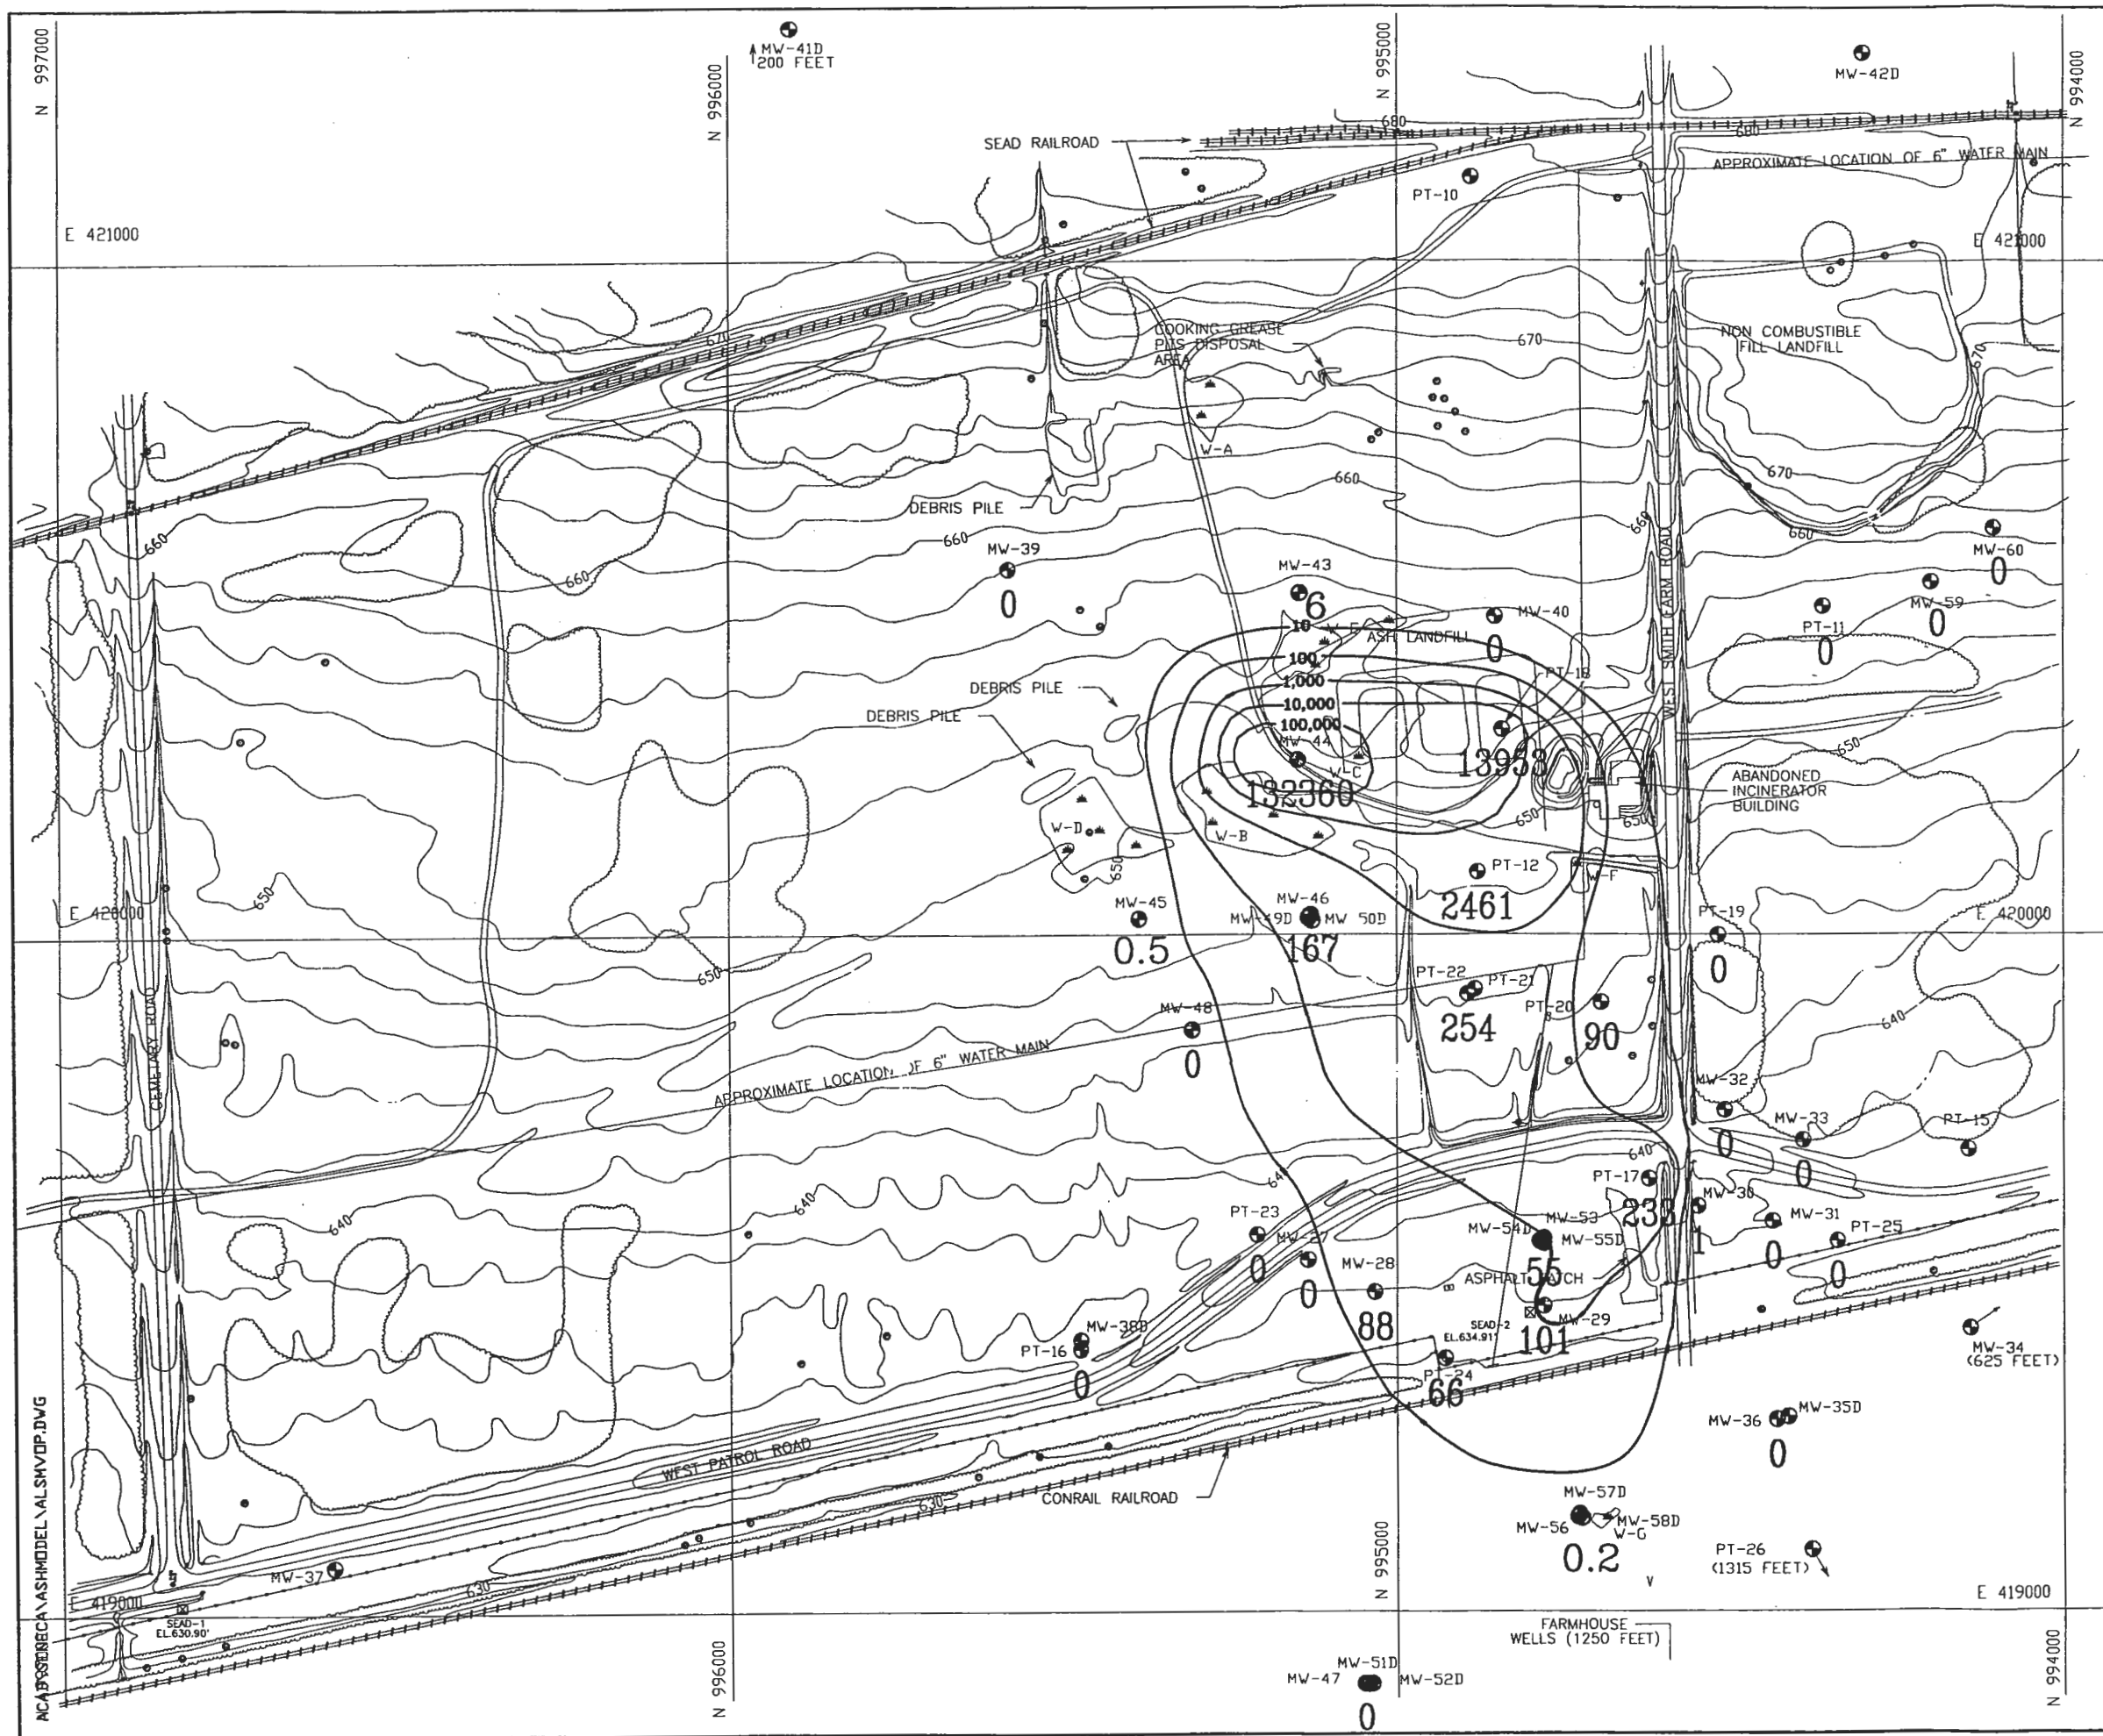 N 997000
MW-41D
200 FEET
N 996000
N 995000
MW-42D
N 994000
SEAD RAILROAD
680
680
APPROXIMATE LOCATION OF 6" WATER MAIN
PT-10
E 421000
E 421000
670
COOKING GREASE
PITS DISPOSAL
AREA
670
NON COMBUSTIBLE
FILL LANDFILL
670
W-A
660
670
DEBRIS PILE
660
660
660
660
660
MW-39
0
MW-43
6
MW-40
0
MW-60
0
MW-59
0
PT-11
0
10
ASH LANDFILL
100
1,000
10,000
100,000
PT-18
13953
MW-44
132360
W-C
W-B
DEBRIS PILE
DEBRIS PILE
W-D
650
WEST SMITH FARM ROAD
650
ABANDONED
INCINERATOR
BUILDING
650
650
PT-12
2461
W-F
MW-45
0.5
MW-46
MW-49D
MW 50D
167
650
E 420000
E 420000
PT-19
0
650
PT-22
PT-21
254
PT-20
90
MW-48
0
640
CEMETARY ROAD
APPROXIMATE LOCATION OF 6" WATER MAIN
MW-32
0
MW-33
0
PT-15
640
640
640
640
PT-17
233
MW-30
1
MW-31
0
PT-25
0
PT-23
0
MW-27
0
MW-28
88
MW-53
MW-54D
MW-55D
55
ASPHALT PATCH
MW-29
101
SEAD-2
EL.634.91'
PT-24
66
MW-38D
PT-16
0
MW-34
(625 FEET)
MW-36
MW-35D
0
WEST PATROL ROAD
CONRAIL RAILROAD
630
630
MW-37
MW-57D
MW-56
MW-58D
W-G
0.2
PT-26
(1315 FEET)
V
E 419000
SEAD-1
EL.630.90'
E 419000
FARMHOUSE
WELLS (1250 FEET)
N 996000
N 995000
N 994000
MW-51D
MW-47
MW-52D
0